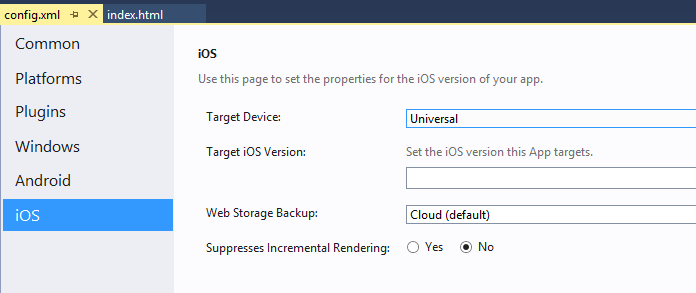 config.xml index.html
Common
Platforms
Plugins
Windows
Android
iOS
iOS
Use this page to set the properties for the iOS version of your app.
Target Device: Universal
Target iOS Version: Set the iOS version this App targets.
Web Storage Backup: Cloud (default)
Suppresses Incremental Rendering: Yes No